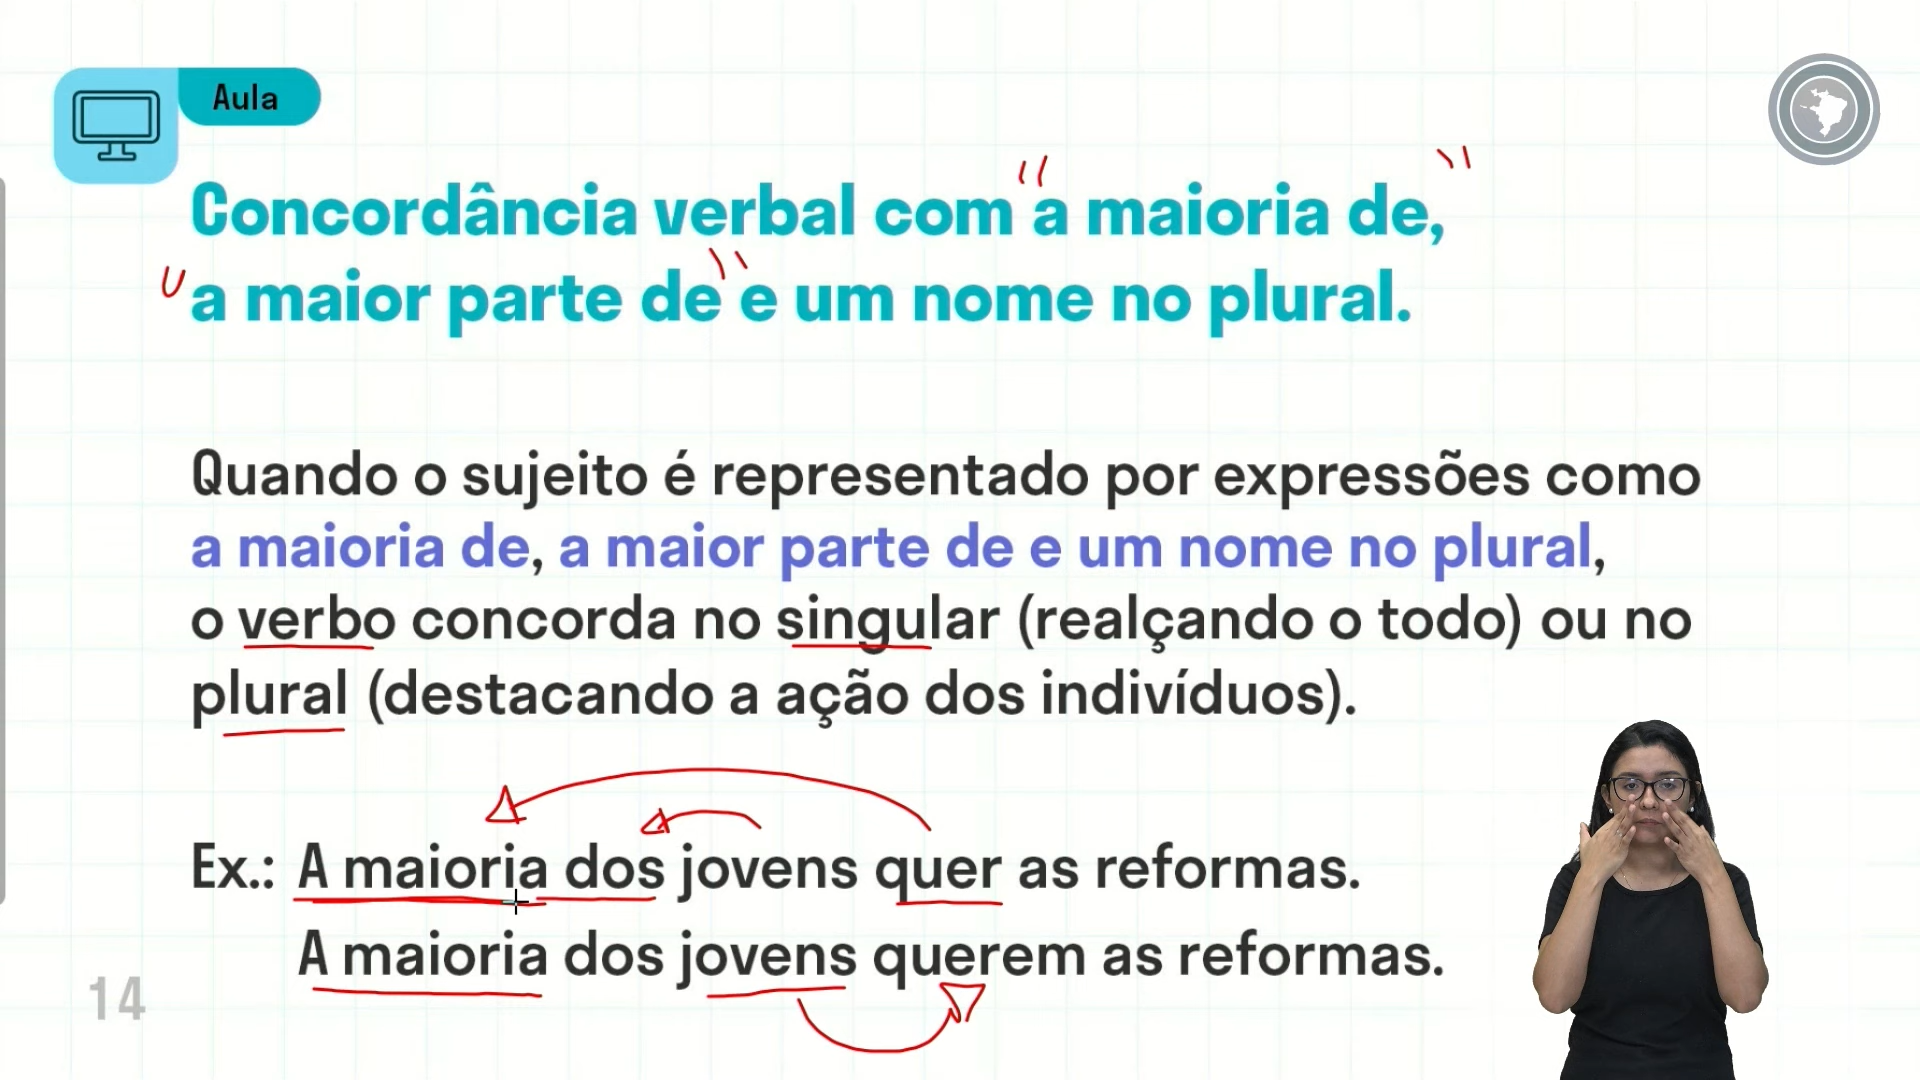 Aula
Concordância verbal com "a maioria de,"
"a maior parte de" e um nome no plural.
Quando o sujeito é representado por expressões como
a maioria de, a maior parte de e um nome no plural,
o verbo concorda no singular (realçando o todo) ou no
plural (destacando a ação dos indivíduos).
Ex.: A maioria dos jovens quer as reformas.
A maioria dos jovens querem as reformas.
14